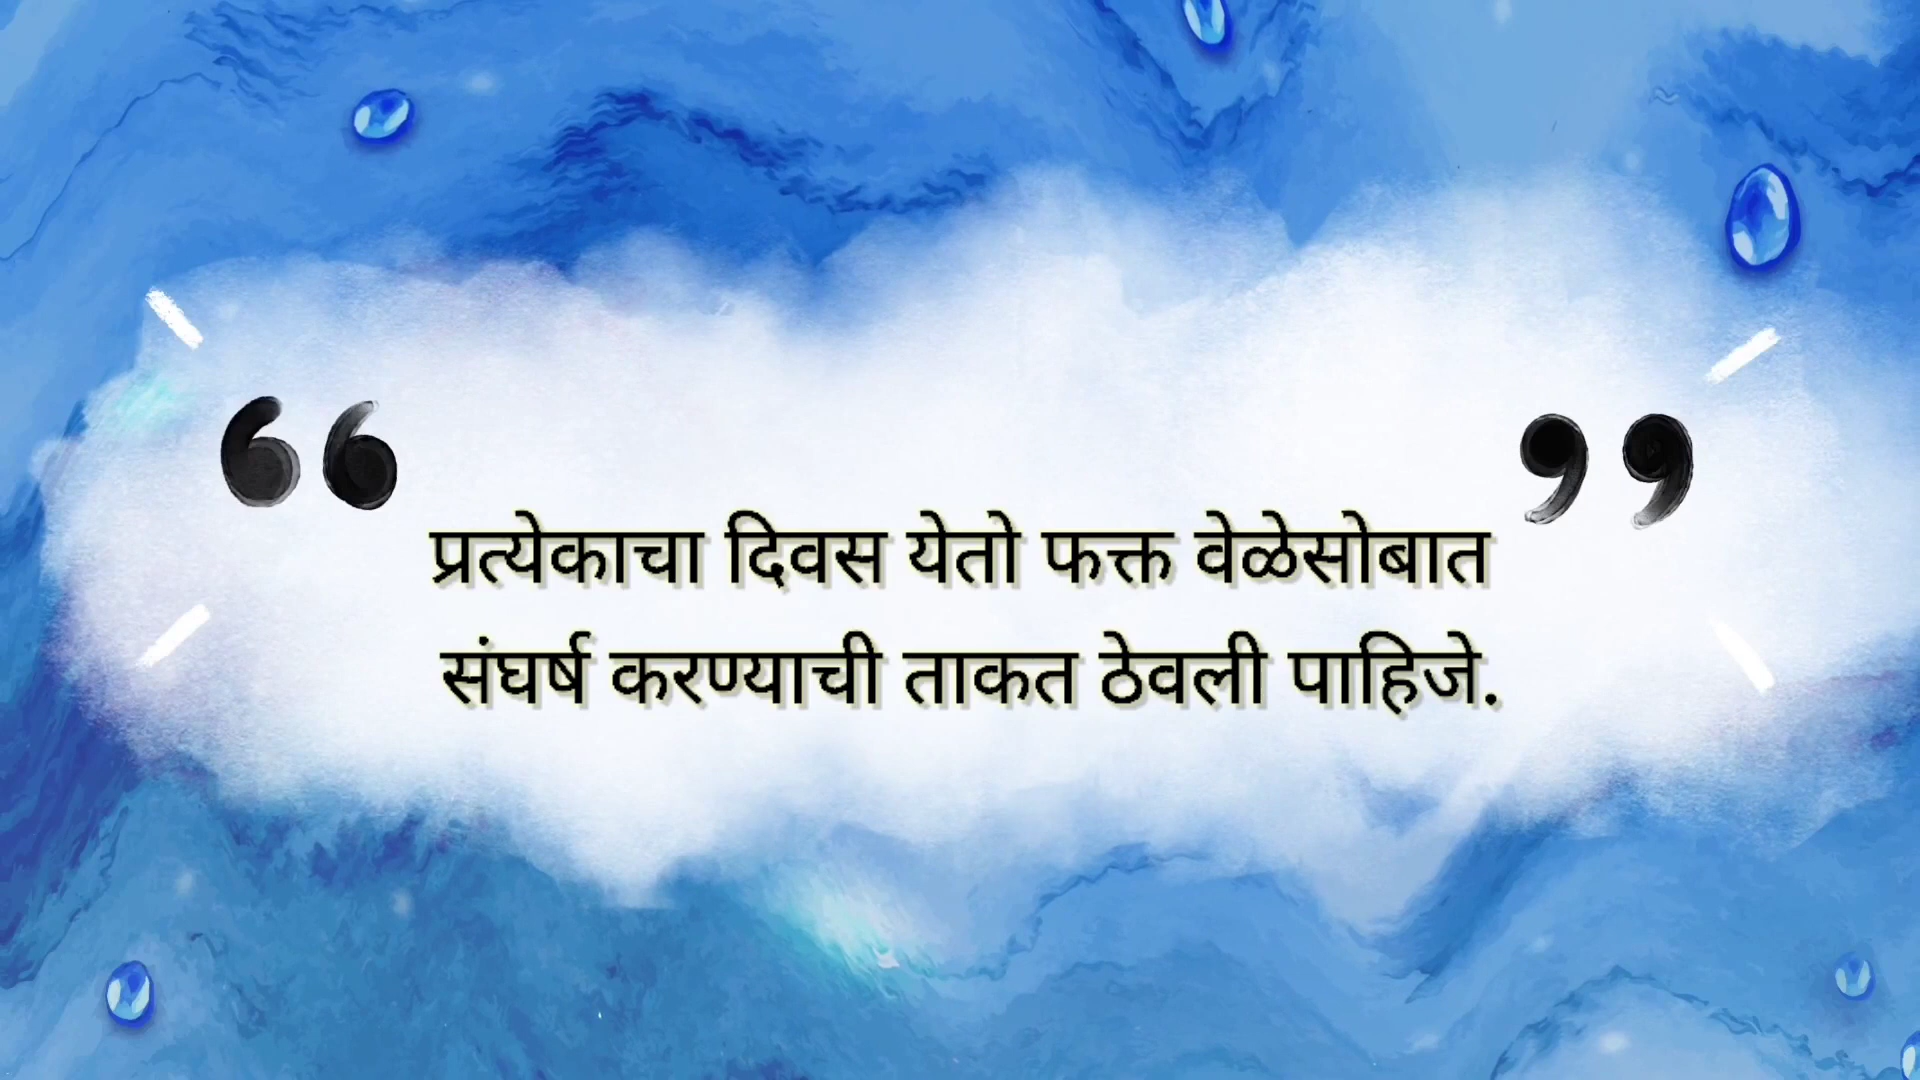 ❝ प्रत्येकाचा दिवस येतो फक्त वेळेसोबात ❞
संघर्ष करण्याची ताकत ठेवली पाहिजे.